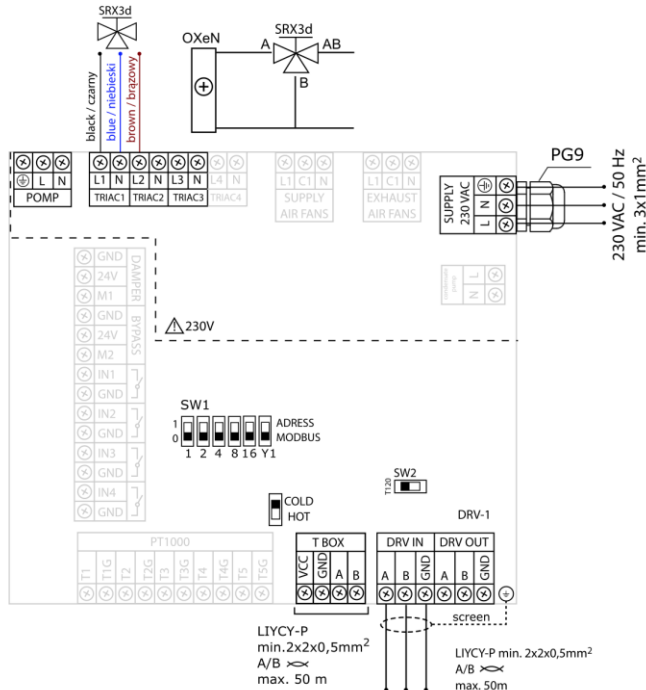 SRX3d
black / czarny
blue / niebieski
brown / brązowy
OXeN
SRX3d
A
AB
B
L N
POMP
L1 N L2 N L3 N L4 N
TRIAC1 TRIAC2 TRIAC3 TRIAC4
L1 C1 N
SUPPLY
AIR FANS
L1 C1 N
EXHAUST
AIR FANS
SUPPLY
230 VAC
L N
PG9
230 VAC / 50 Hz
min. 3x1mm²
N L
GND
24V
M1
DAMPER
GND
24V
M2
BYPASS
IN1
GND
IN2
GND
IN3
GND
IN4
GND
230V
SW1
1
0
ADRESS
MODBUS
1 2 4 8 16 Y1
COLD
HOT
SW2
T120
DRV-1
PT1000
T1 T1G T2 T2G T3 T3G T4 T4G T5 T5G
T BOX
VCC GND A B
DRV IN
A B GND
DRV OUT
A B GND
screen
LIYCY-P
min.2x2x0,5mm²
A/B
max. 50 m
LIYCY-P min. 2x2x0,5mm²
A/B
max. 50m